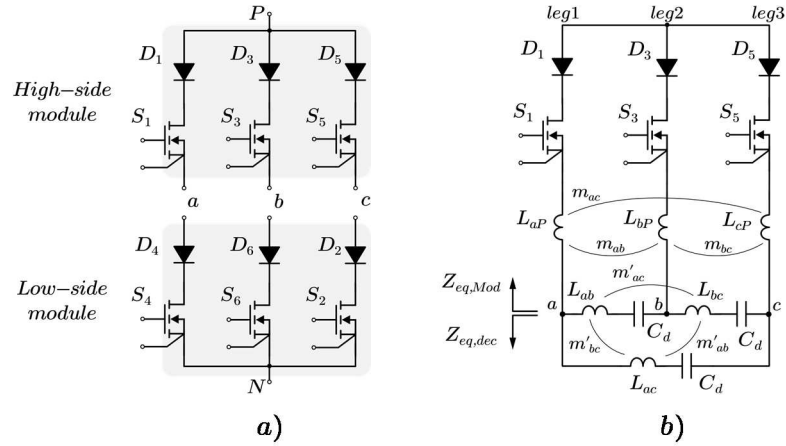 P
D1
D3
D5
High-side
module
S1
S3
S5
a
b
c
D4
D6
D2
Low-side
module
S4
S6
S2
N
a)
leg1
leg2
leg3
D1
D3
D5
S1
S3
S5
mac
LaP
LbP
LcP
mab
mbc
m'ac
Zeq,Mod
a
Lab
b
Lbc
c
Zeq,dec
Cd
Cd
m'bc
m'ab
Lac
Cd
b)